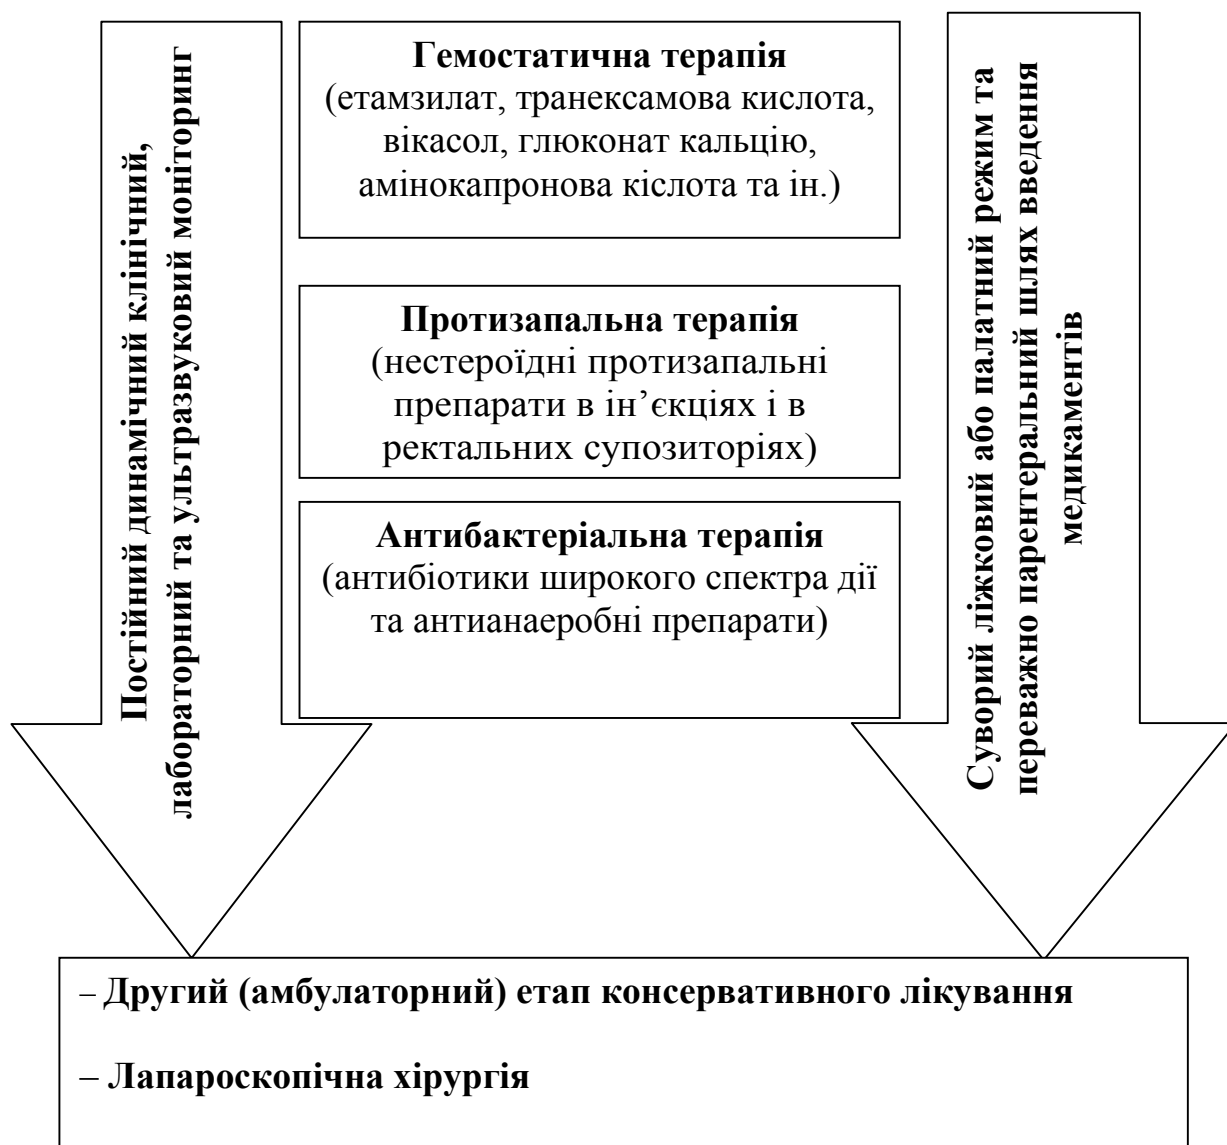 Постійний динамічний клінічний,
лабораторний та ультразвуковий моніторинг
Гемостатична терапія
(етамзилат, транексамова кислота,
вікасол, глюконат кальцію,
амінокапронова кіслота та ін.)
Протизапальна терапія
(нестероїдні протизапальні
препарати в ін’єкціях і в
ректальних супозиторіях)
Антибактеріальна терапія
(антибіотики широкого спектра дії
та антианаеробні препарати)
Суворий ліжковий або палатний режим та
переважно парентеральний шлях введення
медикаментів
– Другий (амбулаторний) етап консервативного лікування
– Лапароскопічна хірургія